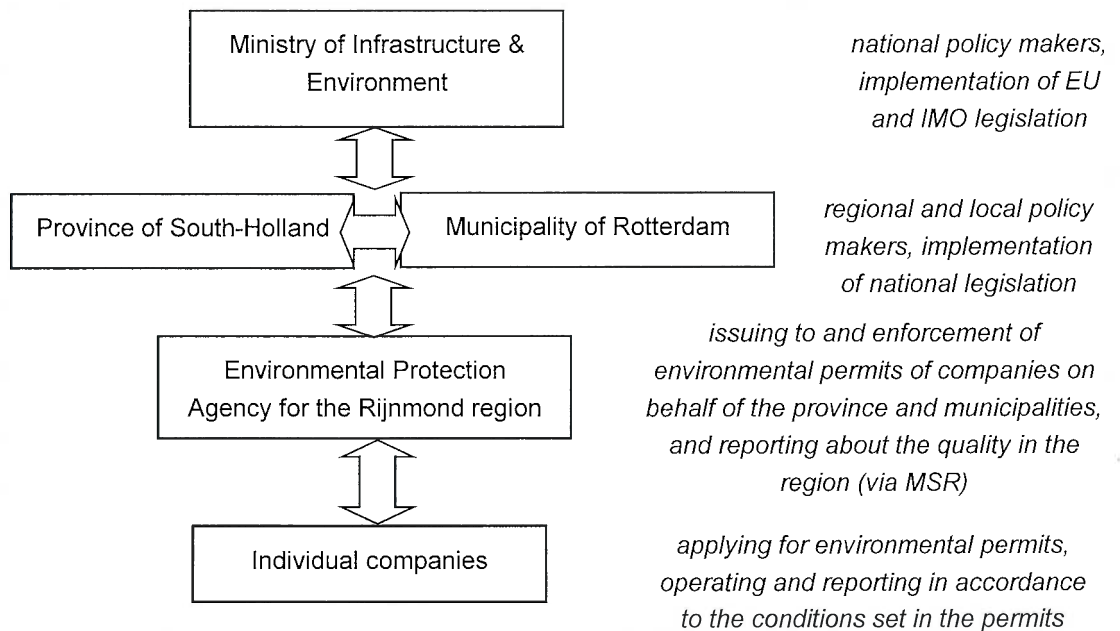 Ministry of Infrastructure &
Environment
national policy makers,
implementation of EU
and IMO legislation
Province of South-Holland
Municipality of Rotterdam
regional and local policy
makers, implementation
of national legislation
Environmental Protection
Agency for the Rijnmond region
issuing to and enforcement of
environmental permits of companies on
behalf of the province and municipalities,
and reporting about the quality in the
region (via MSR)
Individual companies
applying for environmental permits,
operating and reporting in accordance
to the conditions set in the permits